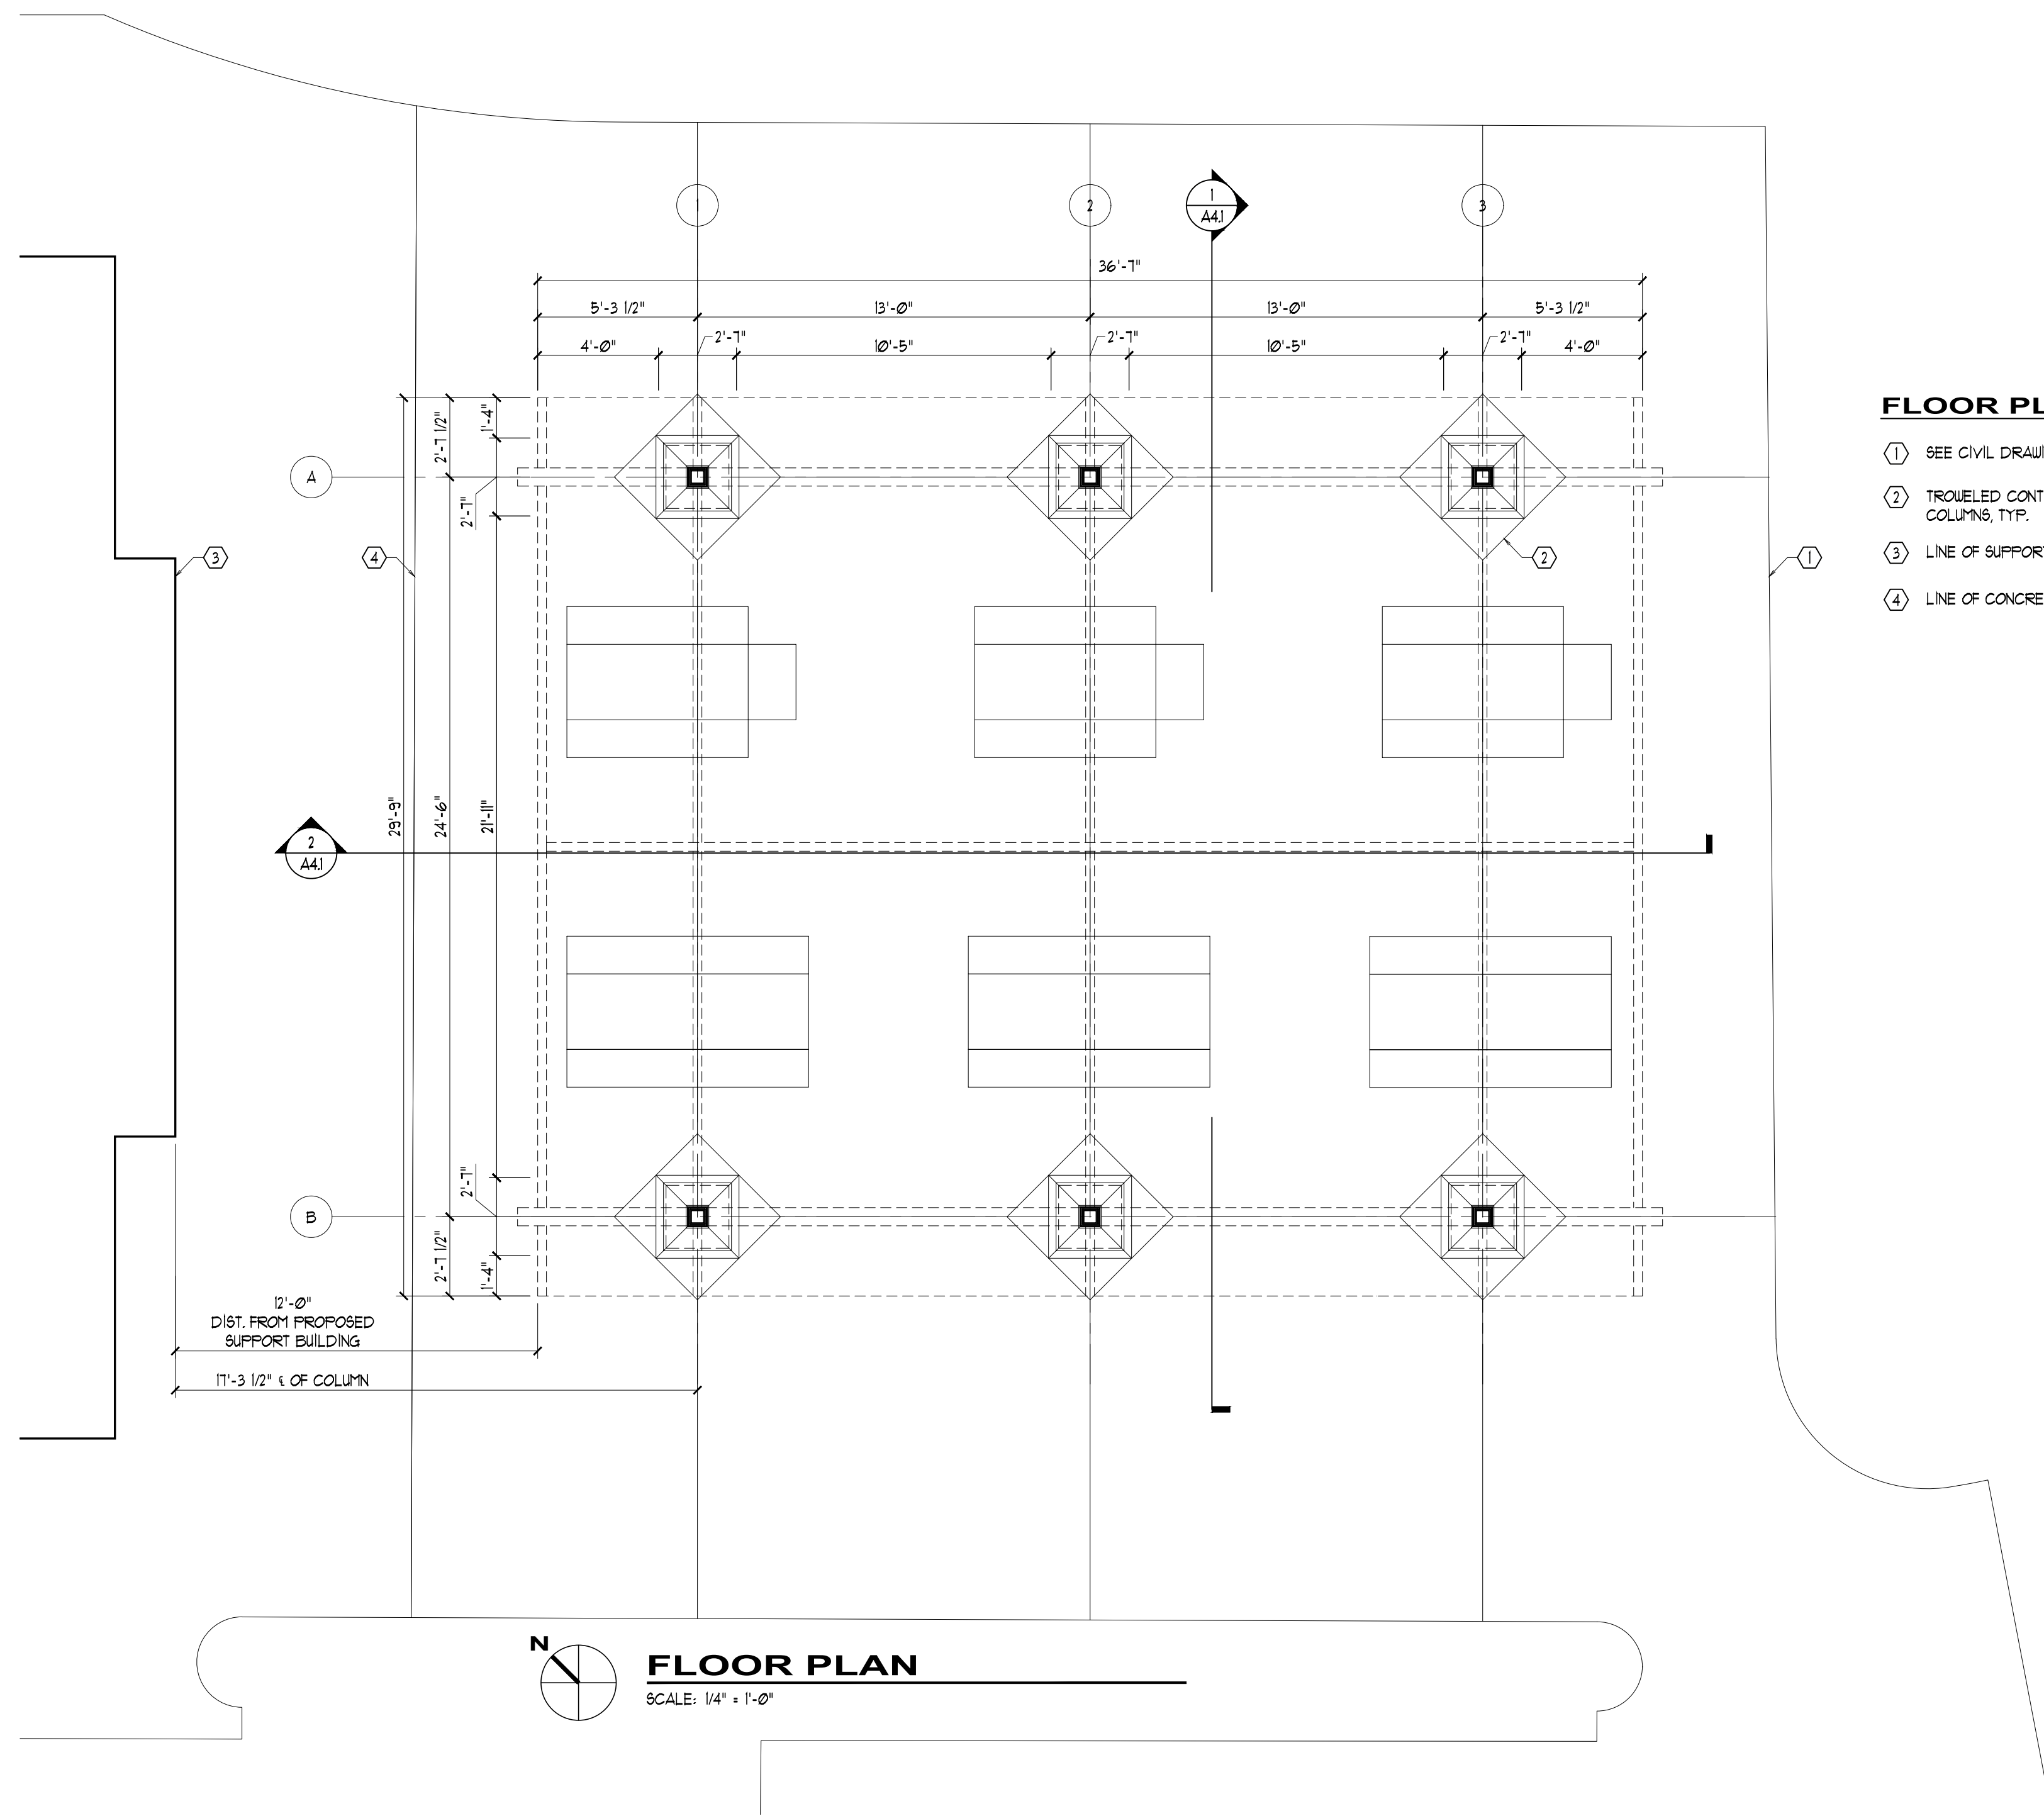 1
2
3
1
A4.1
36'-7"
5'-3 1/2"
13'-0"
13'-0"
5'-3 1/2"
4'-0"
2'-7"
10'-5"
2'-7"
10'-5"
2'-7"
4'-0"
FLOOR PL
1 SEE CIVIL DRAWI
2 TROWELED CONT
COLUMNS, TYP.
3 LINE OF SUPPORT
4 LINE OF CONCRE
A
2'-7 1/2"
1'-4"
2'-7"
3
4
2
1
29'-9"
24'-6"
21'-11"
2
A4.1
B
2'-7"
2'-7 1/2"
1'-4"
12'-0"
DIST. FROM PROPOSED
SUPPORT BUILDING
17'-3 1/2" ℄ OF COLUMN
N
FLOOR PLAN
SCALE: 1/4" = 1'-0"